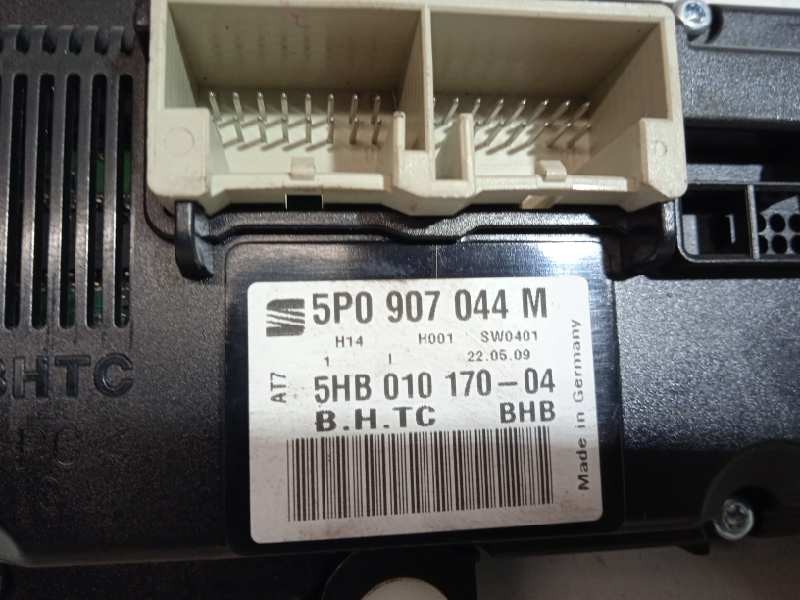 5P0 907 044 M
H14 H001 SW0401
1 I 22.05.09
AT7
5HB 010 170-04
B.H.TC BHB
Made in Germany
BHTC
1